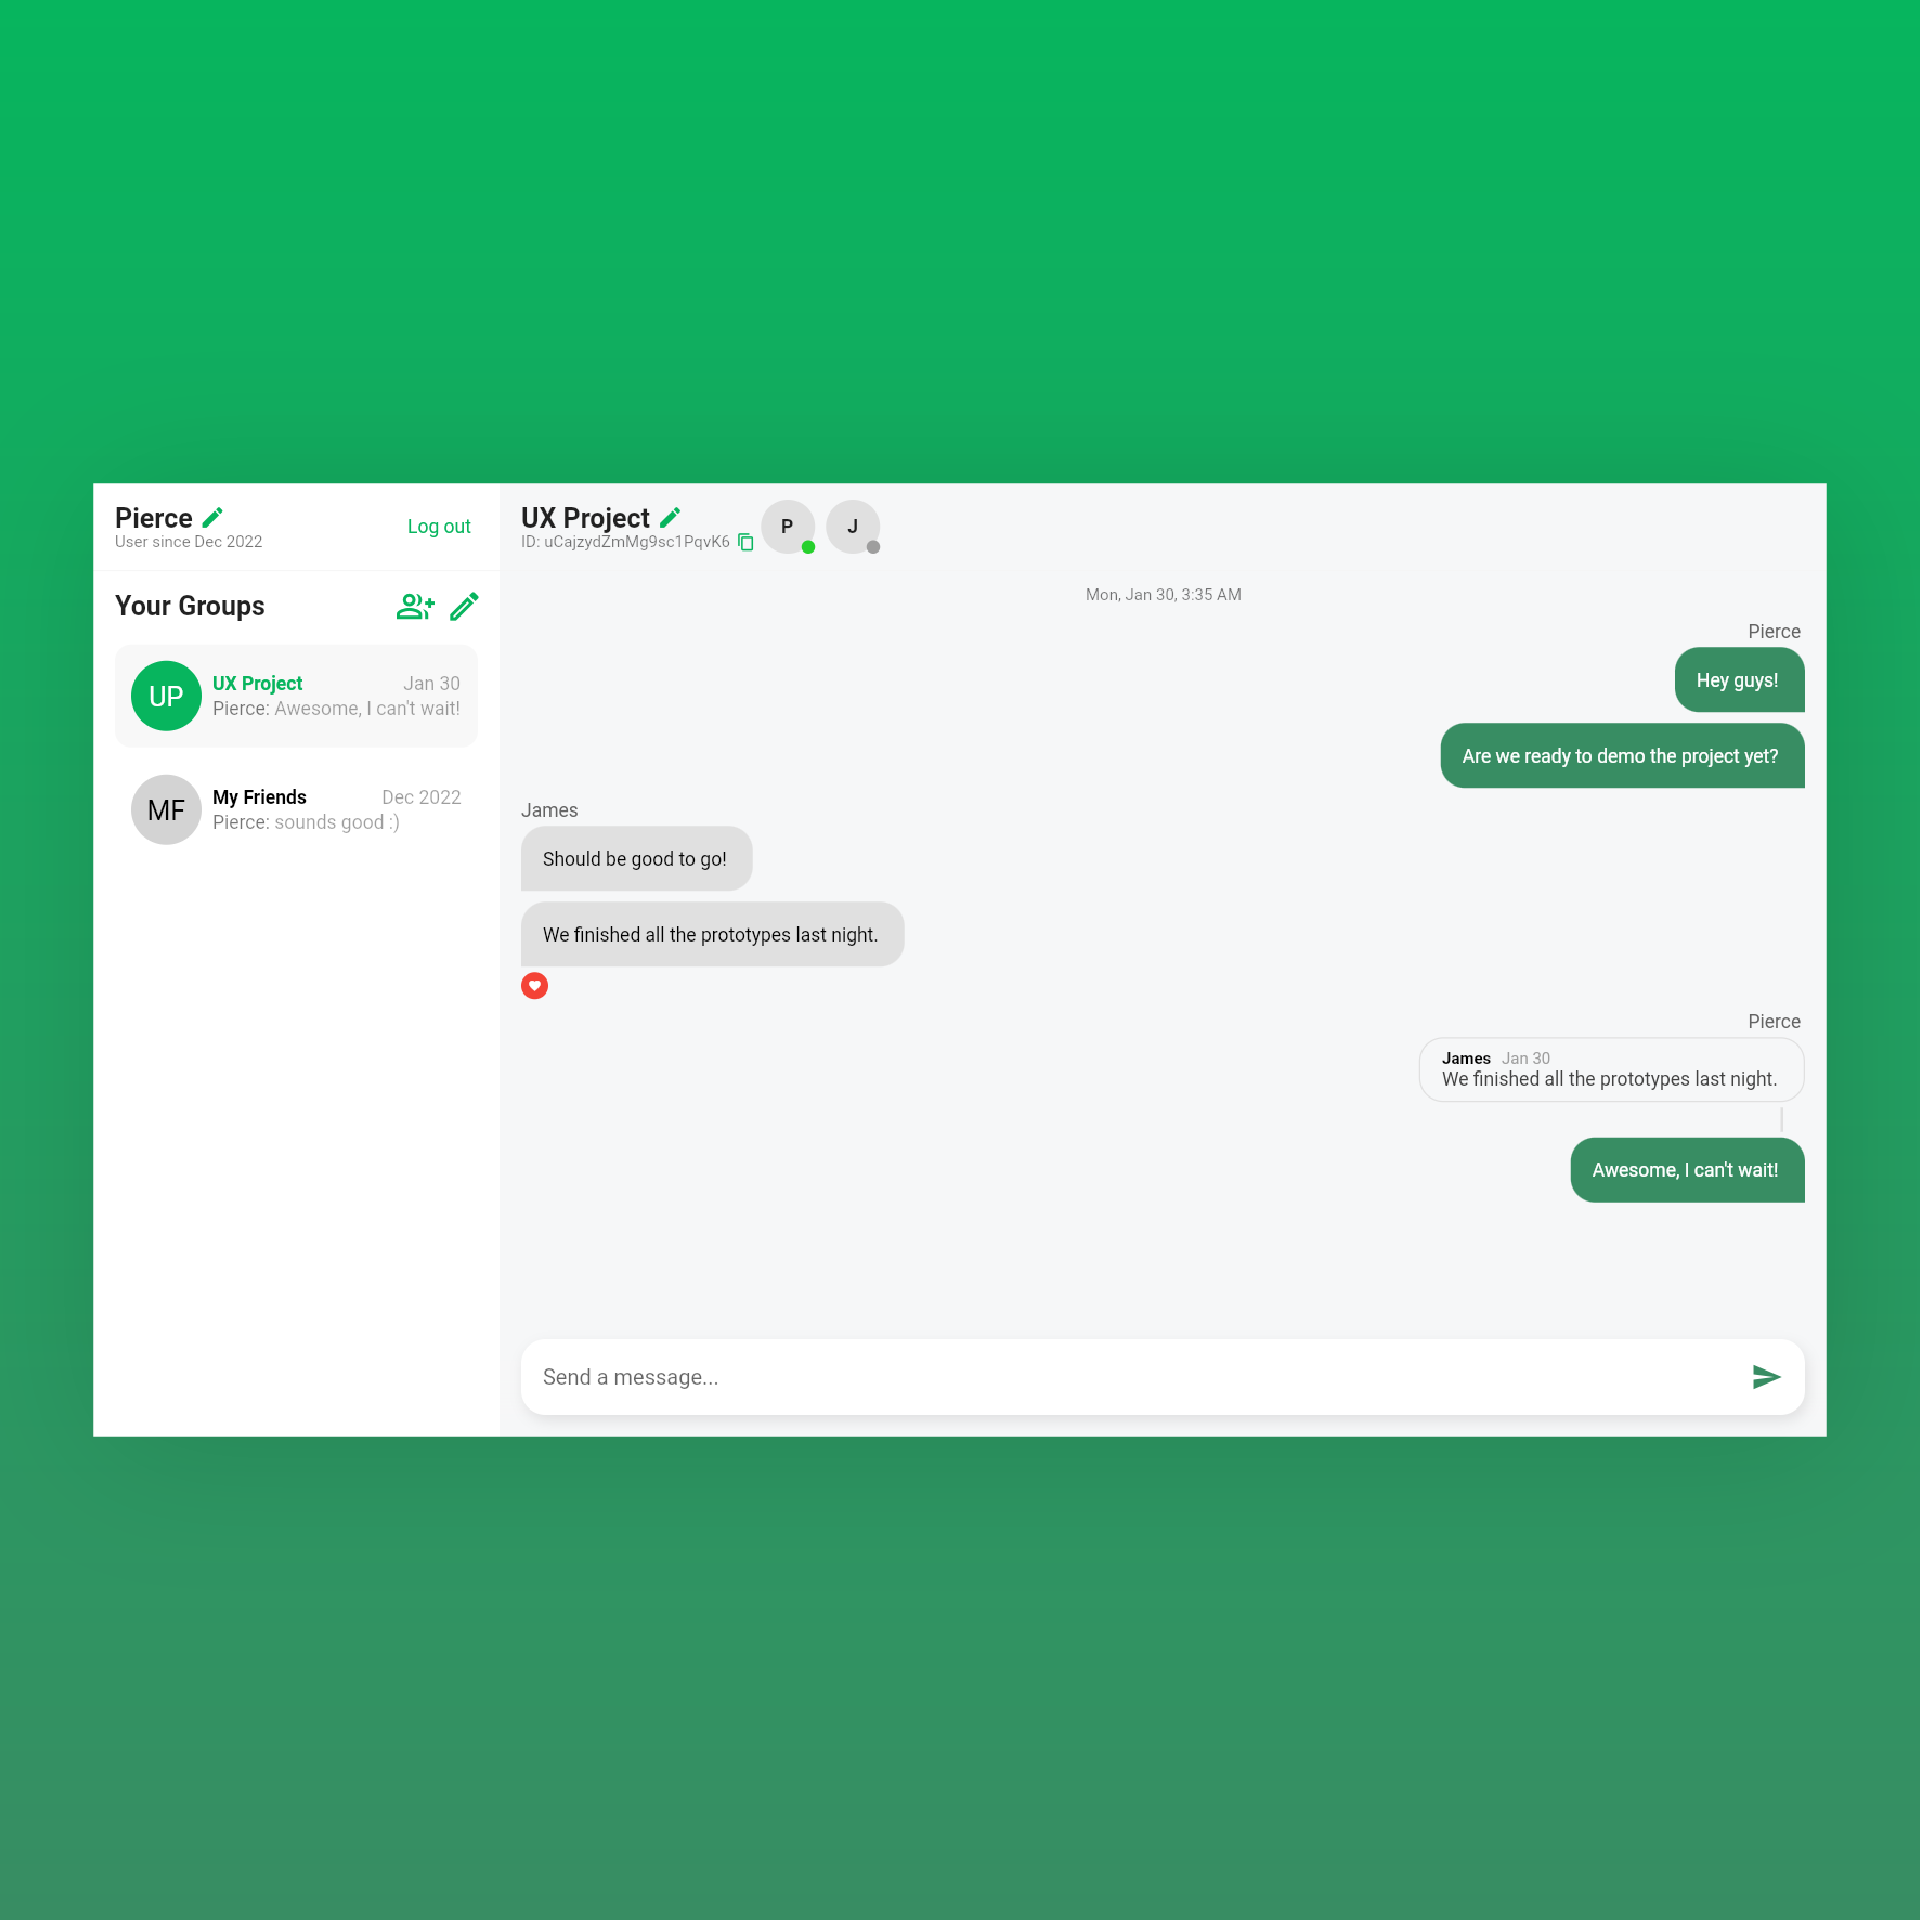 Pierce
User since Dec 2022
Log out
Your Groups
UP
UX Project
Jan 30
Pierce: Awesome, I can't wait!
MF
My Friends
Dec 2022
Pierce: sounds good :)
UX Project
ID: uCajzydZmMg9sc1PqvK6
P
J
Mon, Jan 30, 3:35 AM
Pierce
Hey guys!
Are we ready to demo the project yet?
James
Should be good to go!
We finished all the prototypes last night.
Pierce
James Jan 30
We finished all the prototypes last night.
Awesome, I can't wait!
Send a message...